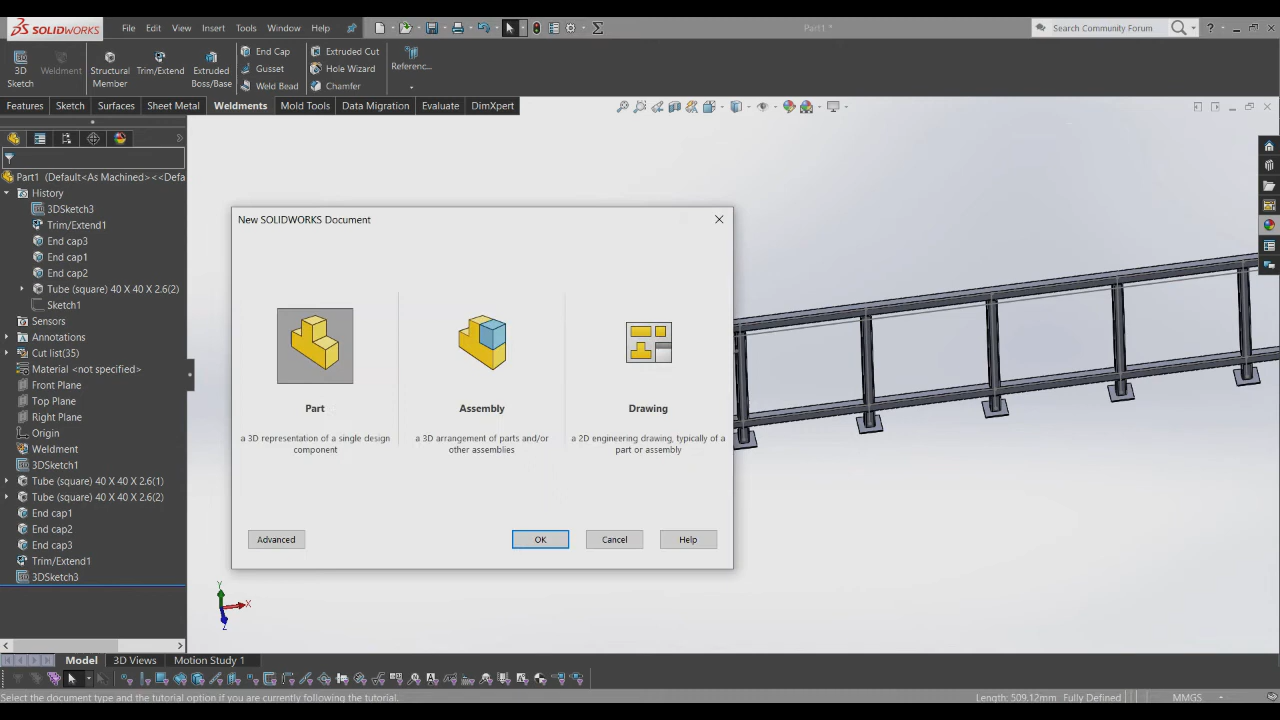 SOLIDWORKS File Edit View Insert Tools Window Help Part1 * Search Community Forum ?
3D Sketch
Weldment
Structural Member
Trim/Extend
Extruded Boss/Base
End Cap
Gusset
Weld Bead
Extruded Cut
Hole Wizard
Chamfer
Referenc...
Features Sketch Surfaces Sheet Metal Weldments Mold Tools Data Migration Evaluate DimXpert
Part1 (Default<As Machined><<Defa
History
3DSketch3
Trim/Extend1
End cap3
End cap1
End cap2
Tube (square) 40 X 40 X 2.6(2)
Sketch1
Sensors
Annotations
Cut list(35)
Material <not specified>
Front Plane
Top Plane
Right Plane
Origin
Weldment
3DSketch1
Tube (square) 40 X 40 X 2.6(1)
Tube (square) 40 X 40 X 2.6(2)
End cap1
End cap2
End cap3
Trim/Extend1
3DSketch3
New SOLIDWORKS Document
Part
a 3D representation of a single design
component
Assembly
a 3D arrangement of parts and/or
other assemblies
Drawing
a 2D engineering drawing, typically of a
part or assembly
Advanced OK Cancel Help
Y
X
Z
Model 3D Views Motion Study 1
Select the document type and the tutorial option if you are currently following the tutorial. Length: 509.12mm Fully Defined MMGS